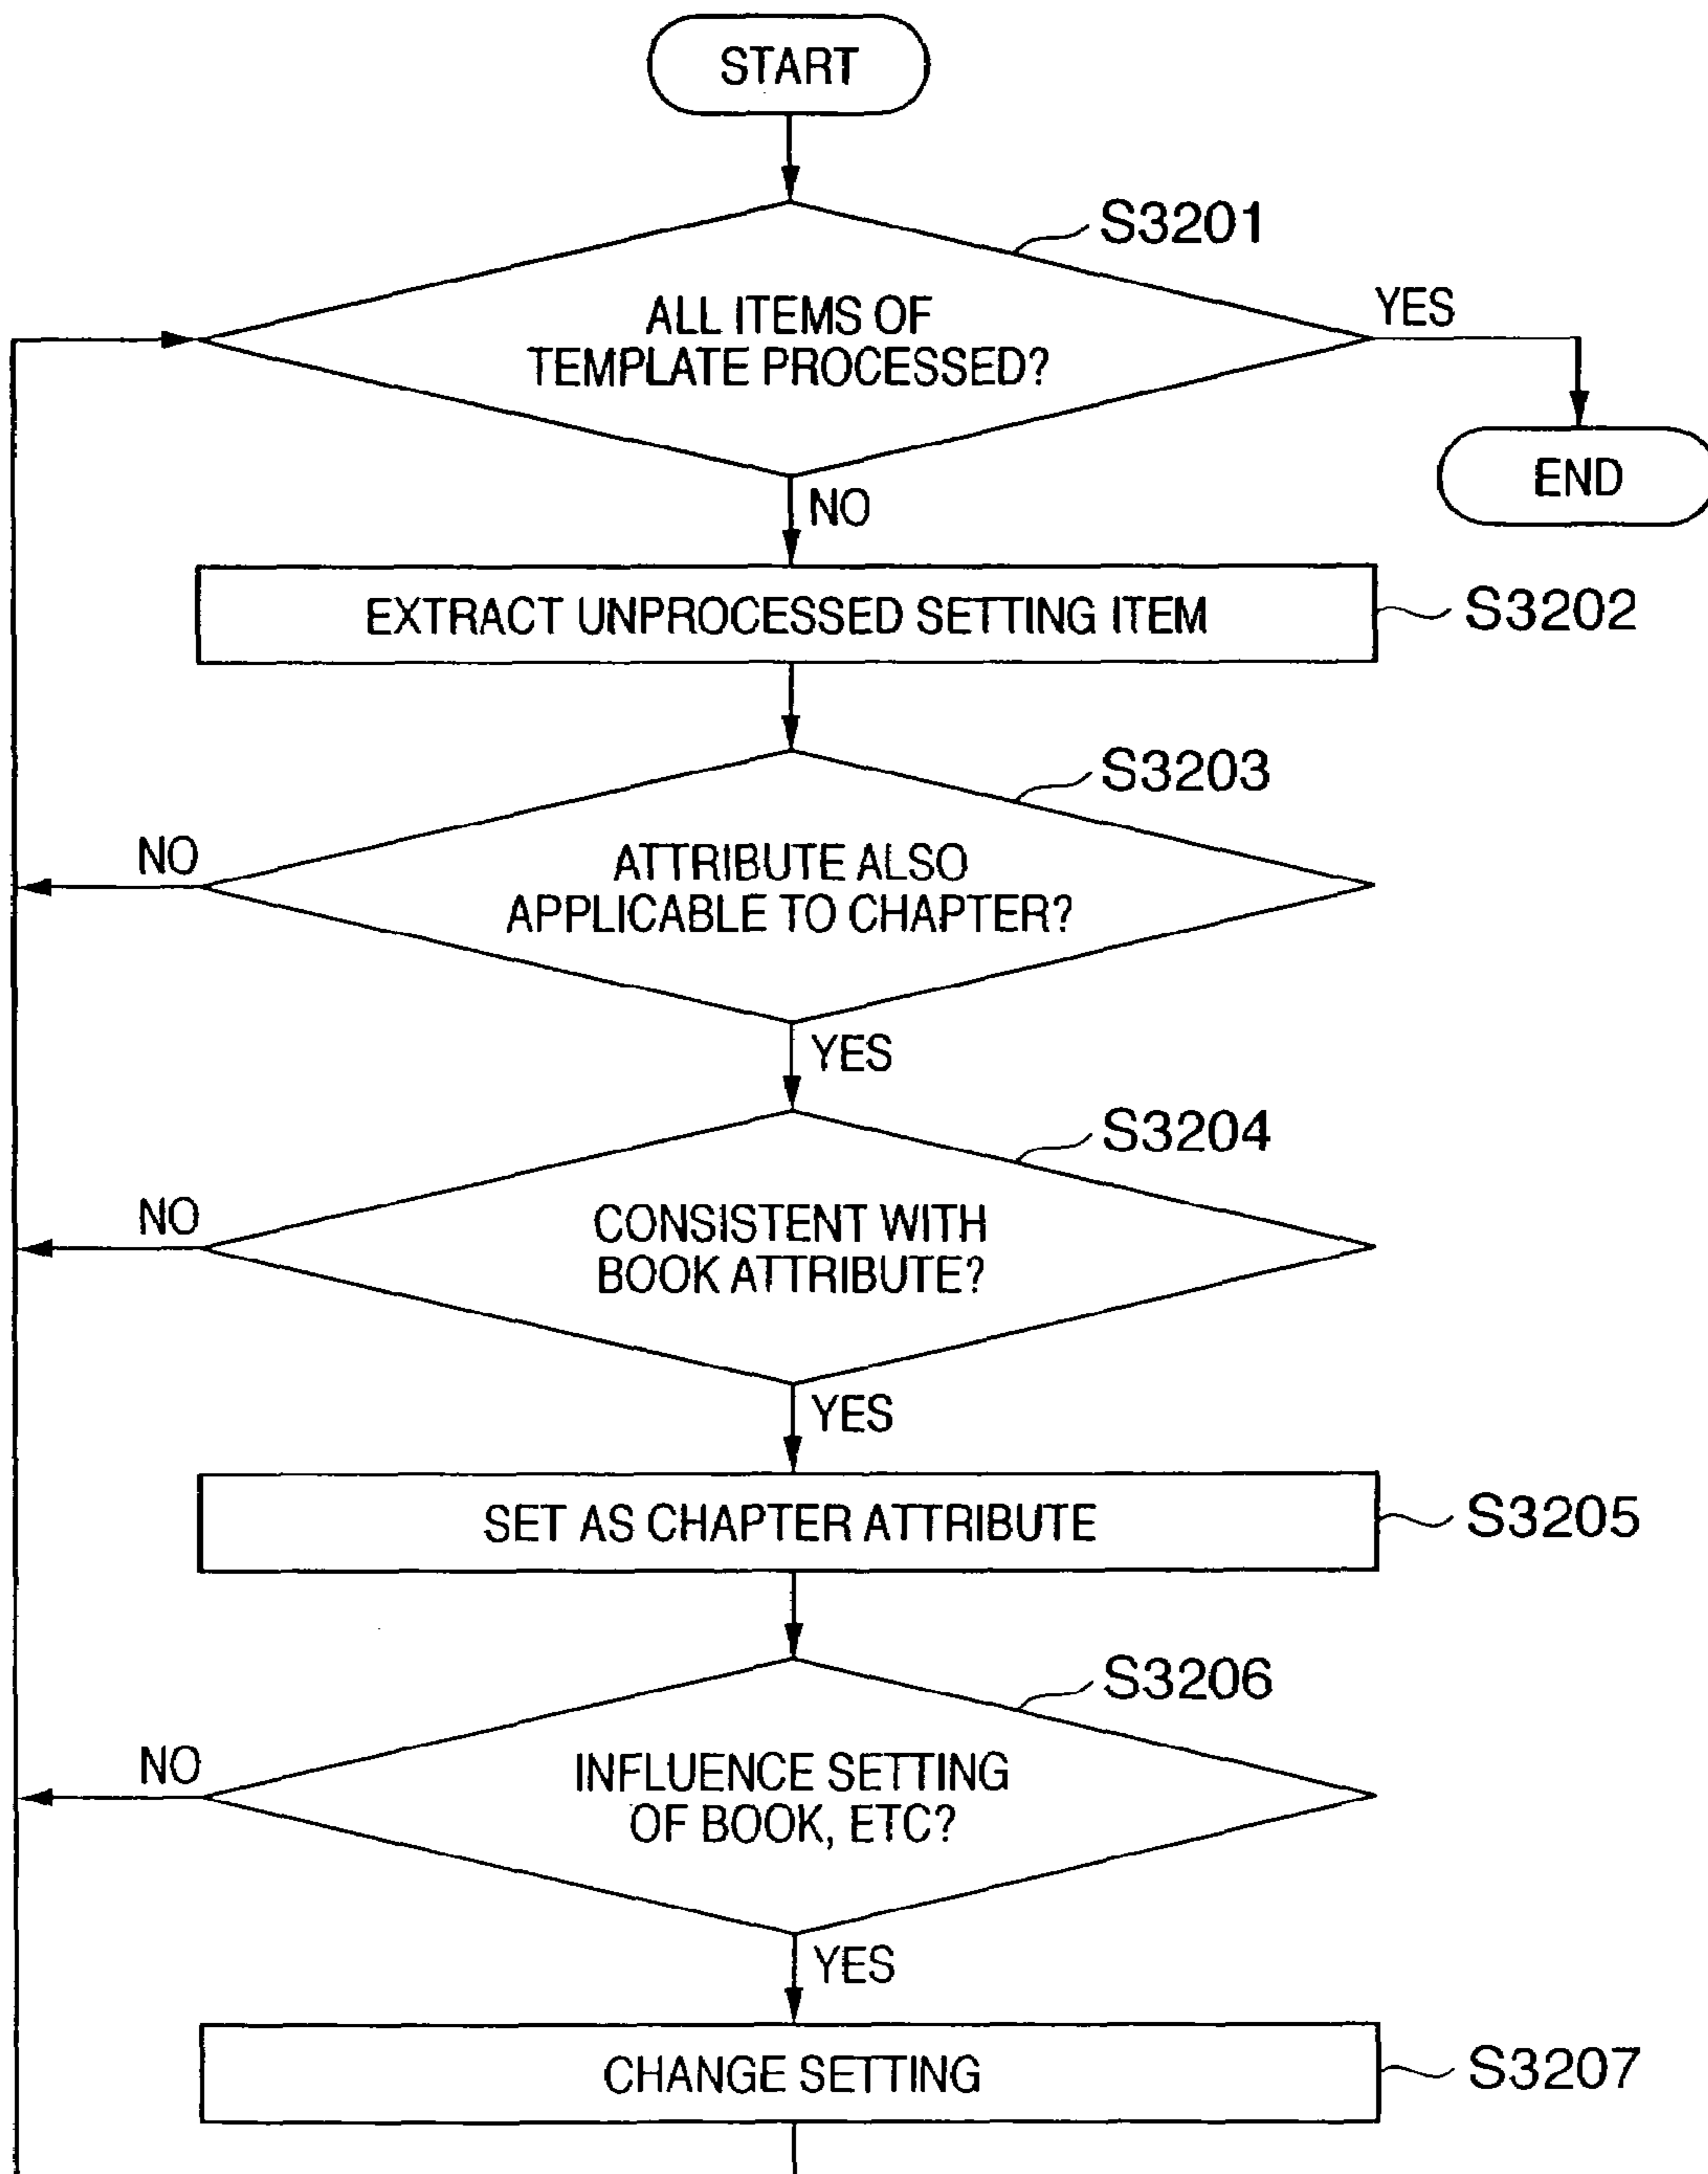 START
S3201
ALL ITEMS OF
TEMPLATE PROCESSED?
YES
END
NO
EXTRACT UNPROCESSED SETTING ITEM
S3202
S3203
NO
ATTRIBUTE ALSO
APPLICABLE TO CHAPTER?
YES
S3204
NO
CONSISTENT WITH
BOOK ATTRIBUTE?
YES
SET AS CHAPTER ATTRIBUTE
S3205
S3206
NO
INFLUENCE SETTING
OF BOOK, ETC?
YES
CHANGE SETTING
S3207